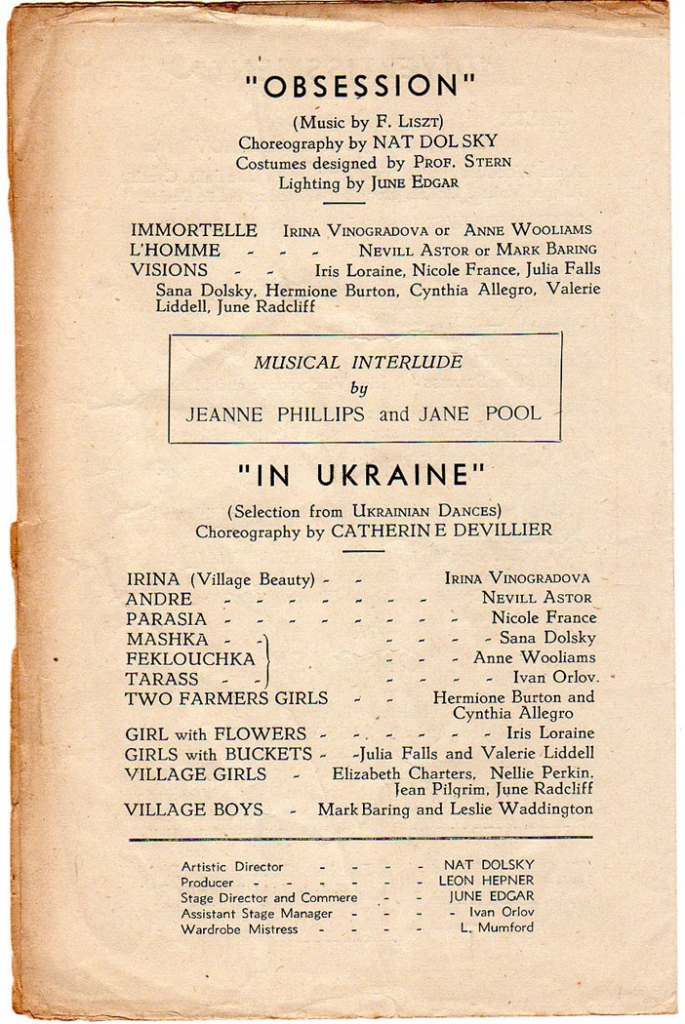 "OBSESSION"
(Music by F. LISZT)
Choreography by NAT DOLSKY
Costumes designed by PROF. STERN
Lighting by JUNE EDGAR
IMMORTELLE IRINA VINOGRADOVA or ANNE WOOLIAMS
L'HOMME - - - NEVILL ASTOR or MARK BARING
VISIONS - - Iris Loraine, Nicole France, Julia Falls
Sana Dolsky, Hermione Burton, Cynthia Allegro, Valerie
Liddell, June Radcliff
MUSICAL INTERLUDE
by
JEANNE PHILLIPS and JANE POOL
"IN UKRAINE"
(Selection from UKRAINIAN DANCES)
Choreography by CATHERINE DEVILLIER
IRINA (Village Beauty) - - IRINA VINOGRADOVA
ANDRE - - - - - - - NEVILL ASTOR
PARASIA - - - - - - - Nicole France
MASHKA - - - - - - Sana Dolsky
FEKLOUCHKA - - - Anne Wooliams
TARASS - - - - - - Ivan Orlov.
TWO FARMERS GIRLS - - Hermione Burton and
Cynthia Allegro
GIRL with FLOWERS - - - - - - Iris Loraine
GIRLS with BUCKETS - - Julia Falls and Valerie Liddell
VILLAGE GIRLS - Elizabeth Charters, Nellie Perkin,
Jean Pilgrim, June Radcliff
VILLAGE BOYS - Mark Baring and Leslie Waddington
Artistic Director - - - - NAT DOLSKY
Producer - - - - - - LEON HEPNER
Stage Director and Commere - - JUNE EDGAR
Assistant Stage Manager - - - - Ivan Orlov
Wardrobe Mistress - - - - L. Mumford